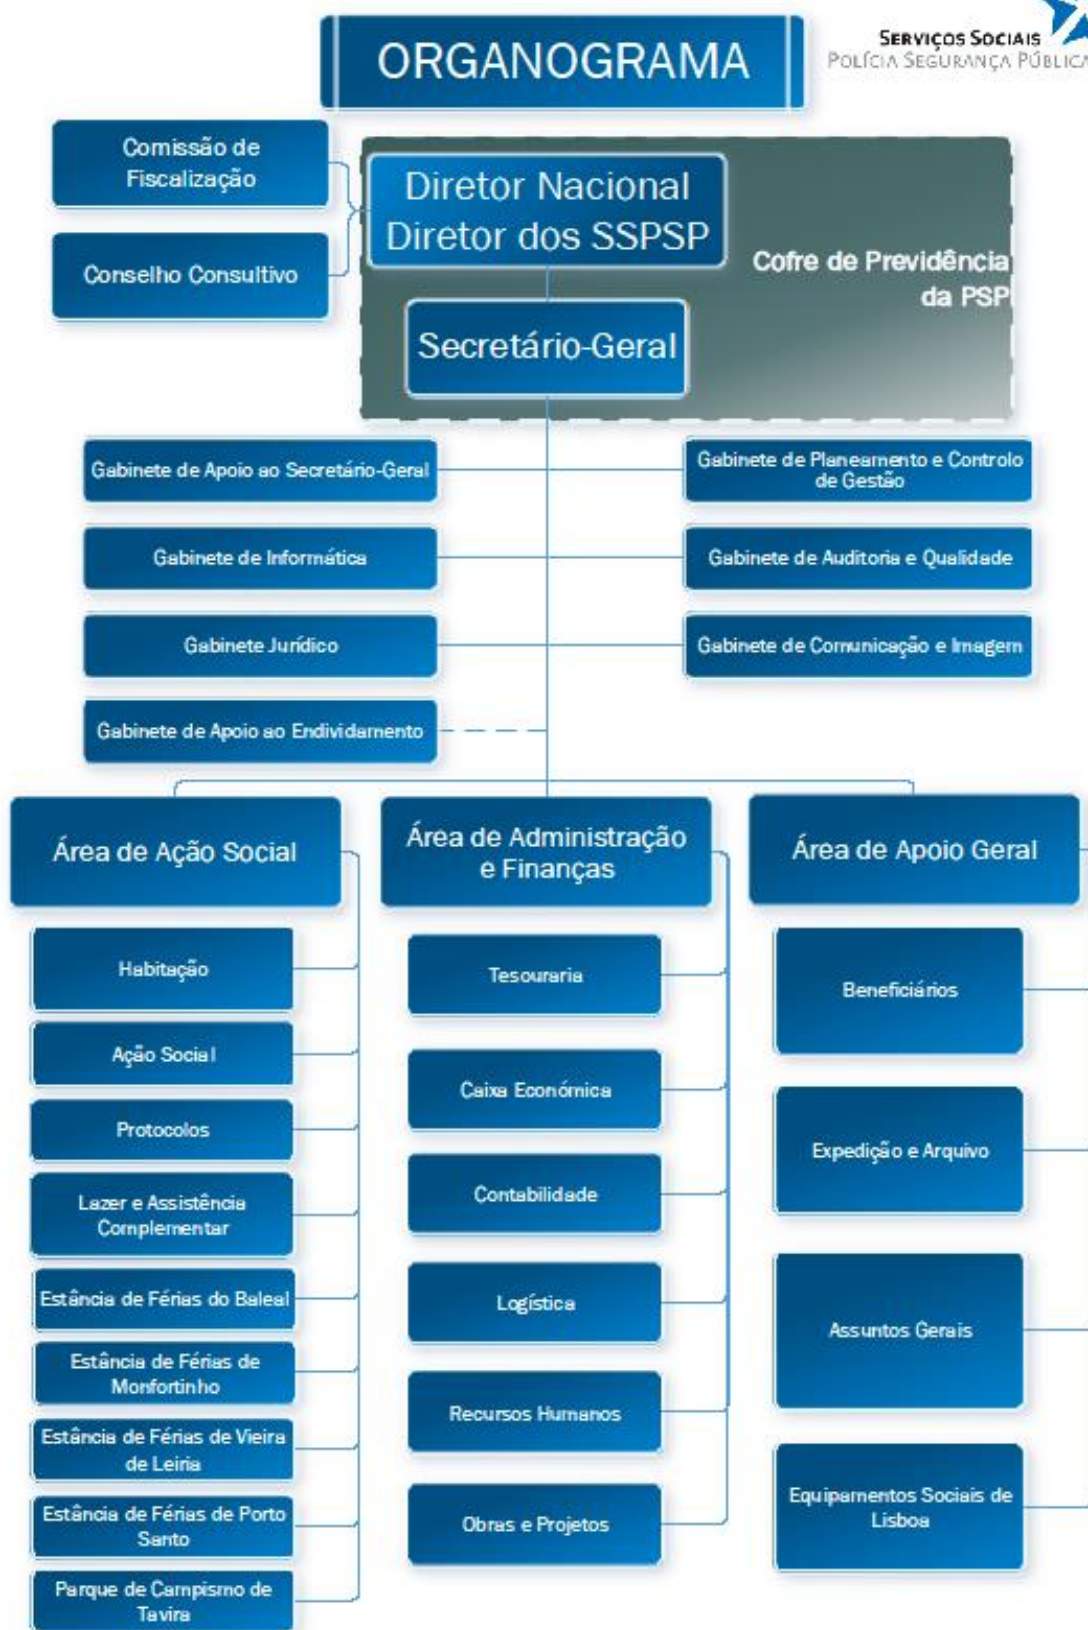 ORGANOGRAMA
SERVIÇOS SOCIAIS
POLÍCIA SEGURANÇA PÚBLICA
Comissão de
Fiscalização
Conselho Consultivo
Diretor Nacional
Diretor dos SSPSP
Cofre de Previdência
da PSP
Secretário-Geral
Gabinete de Apoio ao Secretário-Geral
Gabinete de Planeamento e Controlo
de Gestão
Gabinete de Informática
Gabinete de Auditoria e Qualidade
Gabinete Jurídico
Gabinete de Comunicação e Imagem
Gabinete de Apoio ao Endividamento
Área de Ação Social
Habitação
Ação Social
Protocolos
Lazer e Assistência
Complementar
Estância de Férias do Baleal
Estância de Férias de
Monfortinho
Estância de Férias de Vieira
de Leiria
Estância de Férias de Porto
Santo
Parque de Campismo de
Tavira
Área de Administração
e Finanças
Tesouraria
Caixa Económica
Contabilidade
Logística
Recursos Humanos
Obras e Projetos
Área de Apoio Geral
Beneficiários
Expedição e Arquivo
Assuntos Gerais
Equipamentos Sociais de
Lisboa